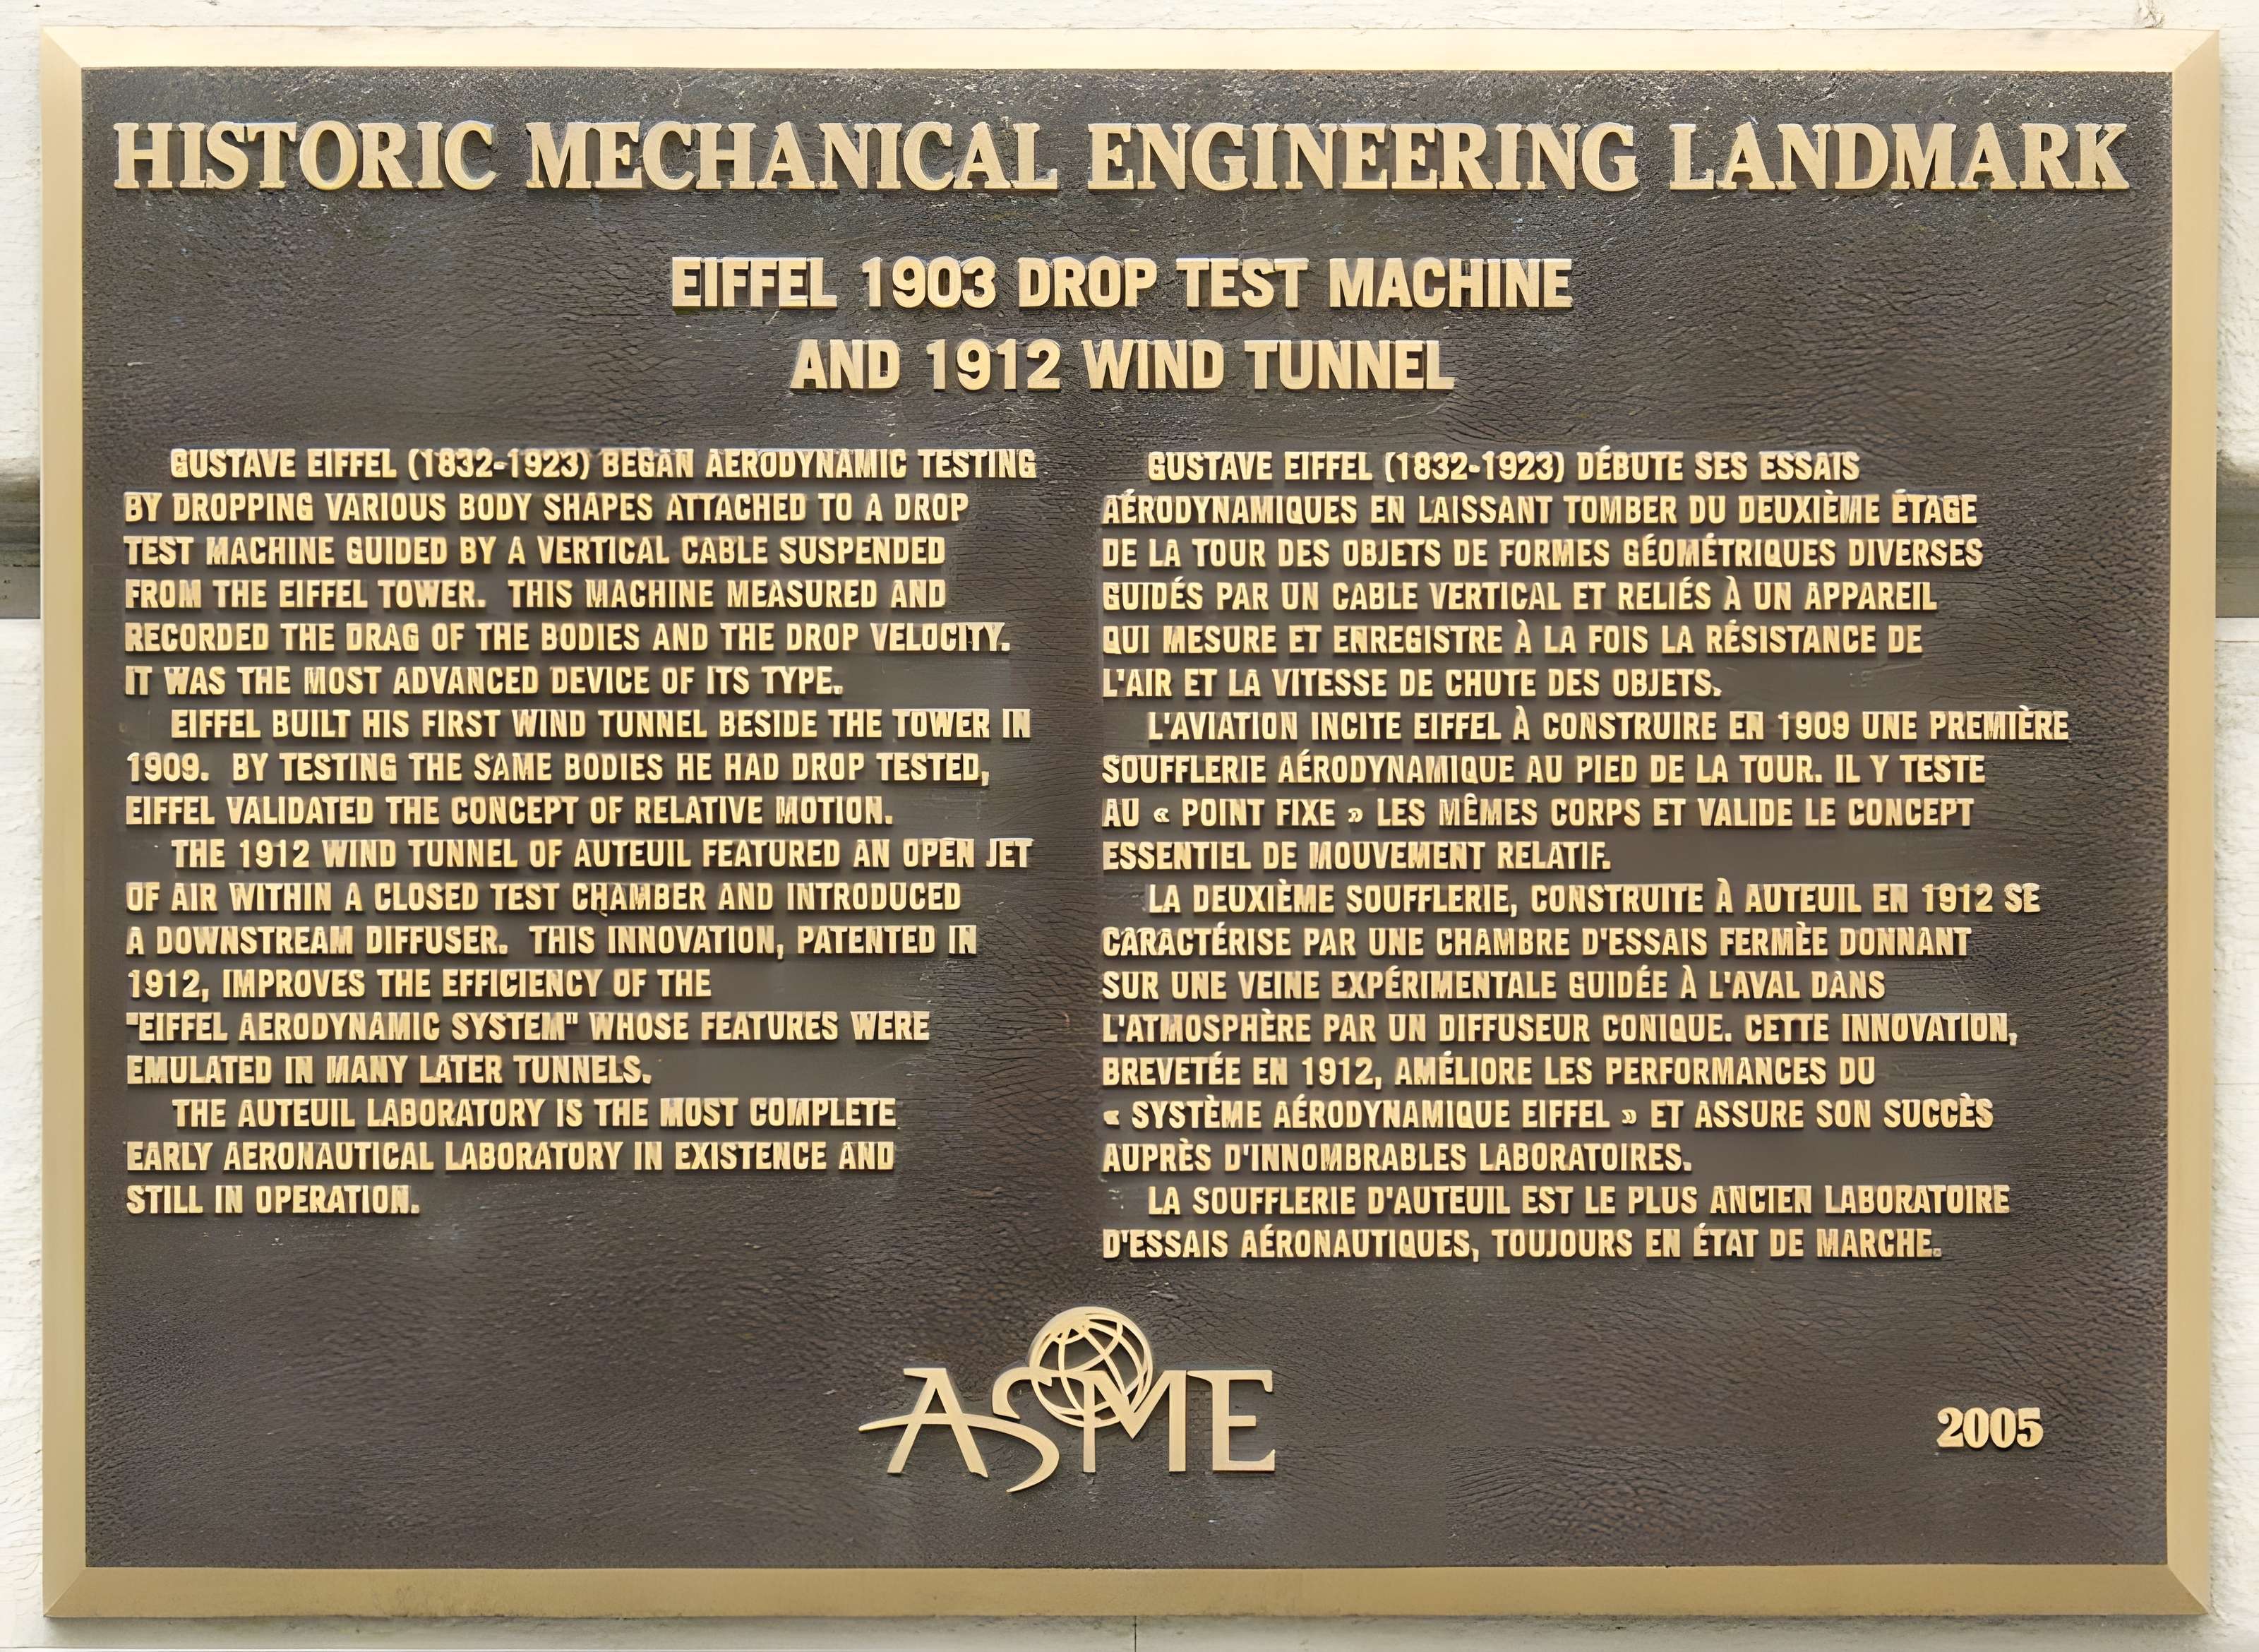 HISTORIC MECHANICAL ENGINEERING LANDMARK
EIFFEL 1903 DROP TEST MACHINE
AND 1912 WIND TUNNEL
GUSTAVE EIFFEL (1832-1923) BEGAN AERODYNAMIC TESTING
BY DROPPING VARIOUS BODY SHAPES ATTACHED TO A DROP
TEST MACHINE GUIDED BY A VERTICAL CABLE SUSPENDED
FROM THE EIFFEL TOWER. THIS MACHINE MEASURED AND
RECORDED THE DRAG OF THE BODIES AND THE DROP VELOCITY.
IT WAS THE MOST ADVANCED DEVICE OF ITS TYPE.
EIFFEL BUILT HIS FIRST WIND TUNNEL BESIDE THE TOWER IN
1909. BY TESTING THE SAME BODIES HE HAD DROP TESTED,
EIFFEL VALIDATED THE CONCEPT OF RELATIVE MOTION.
THE 1912 WIND TUNNEL OF AUTEUIL FEATURED AN OPEN JET
OF AIR WITHIN A CLOSED TEST CHAMBER AND INTRODUCED
A DOWNSTREAM DIFFUSER. THIS INNOVATION, PATENTED IN
1912, IMPROVES THE EFFICIENCY OF THE
"EIFFEL AERODYNAMIC SYSTEM" WHOSE FEATURES WERE
EMULATED IN MANY LATER TUNNELS.
THE AUTEUIL LABORATORY IS THE MOST COMPLETE
EARLY AERONAUTICAL LABORATORY IN EXISTENCE AND
STILL IN OPERATION.
GUSTAVE EIFFEL (1832-1923) DÉBUTE SES ESSAIS
AÉRODYNAMIQUES EN LAISSANT TOMBER DU DEUXIÈME ÉTAGE
DE LA TOUR DES OBJETS DE FORMES GÉOMÉTRIQUES DIVERSES
GUIDÉS PAR UN CABLE VERTICAL ET RELIÉS À UN APPAREIL
QUI MESURE ET ENREGISTRE À LA FOIS LA RÉSISTANCE DE
L'AIR ET LA VITESSE DE CHUTE DES OBJETS.
L'AVIATION INCITE EIFFEL À CONSTRUIRE EN 1909 UNE PREMIÈRE
SOUFFLERIE AÉRODYNAMIQUE AU PIED DE LA TOUR. IL Y TESTE
AU « POINT FIXE » LES MÊMES CORPS ET VALIDE LE CONCEPT
ESSENTIEL DE MOUVEMENT RELATIF.
LA DEUXIÈME SOUFFLERIE, CONSTRUITE À AUTEUIL EN 1912 SE
CARACTÉRISE PAR UNE CHAMBRE D'ESSAIS FERMÈE DONNANT
SUR UNE VEINE EXPÉRIMENTALE GUIDÉE À L'AVAL DANS
L'ATMOSPHÈRE PAR UN DIFFUSEUR CONIQUE. CETTE INNOVATION,
BREVETÉE EN 1912, AMÉLIORE LES PERFORMANCES DU
« SYSTÈME AÉRODYNAMIQUE EIFFEL » ET ASSURE SON SUCCÈS
AUPRÈS D'INNOMBRABLES LABORATOIRES.
LA SOUFFLERIE D'AUTEUIL EST LE PLUS ANCIEN LABORATOIRE
D'ESSAIS AÉRONAUTIQUES, TOUJOURS EN ÉTAT DE MARCHE.
ASME
2005